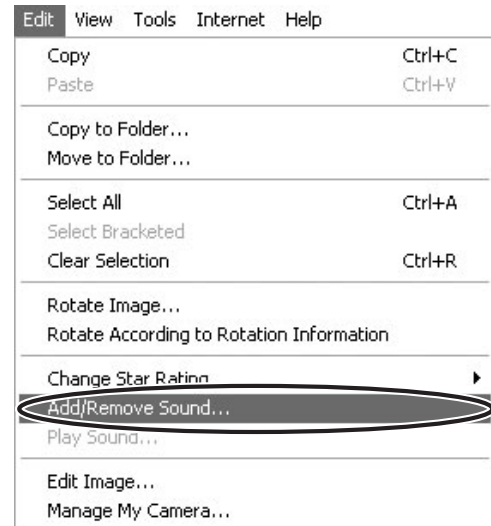 Edit View Tools Internet Help
Copy Ctrl+C
Paste Ctrl+V
Copy to Folder...
Move to Folder...
Select All Ctrl+A
Select Bracketed
Clear Selection Ctrl+R
Rotate Image...
Rotate According to Rotation Information
Change Star Rating
Add/Remove Sound...
Play Sound...
Edit Image...
Manage My Camera...